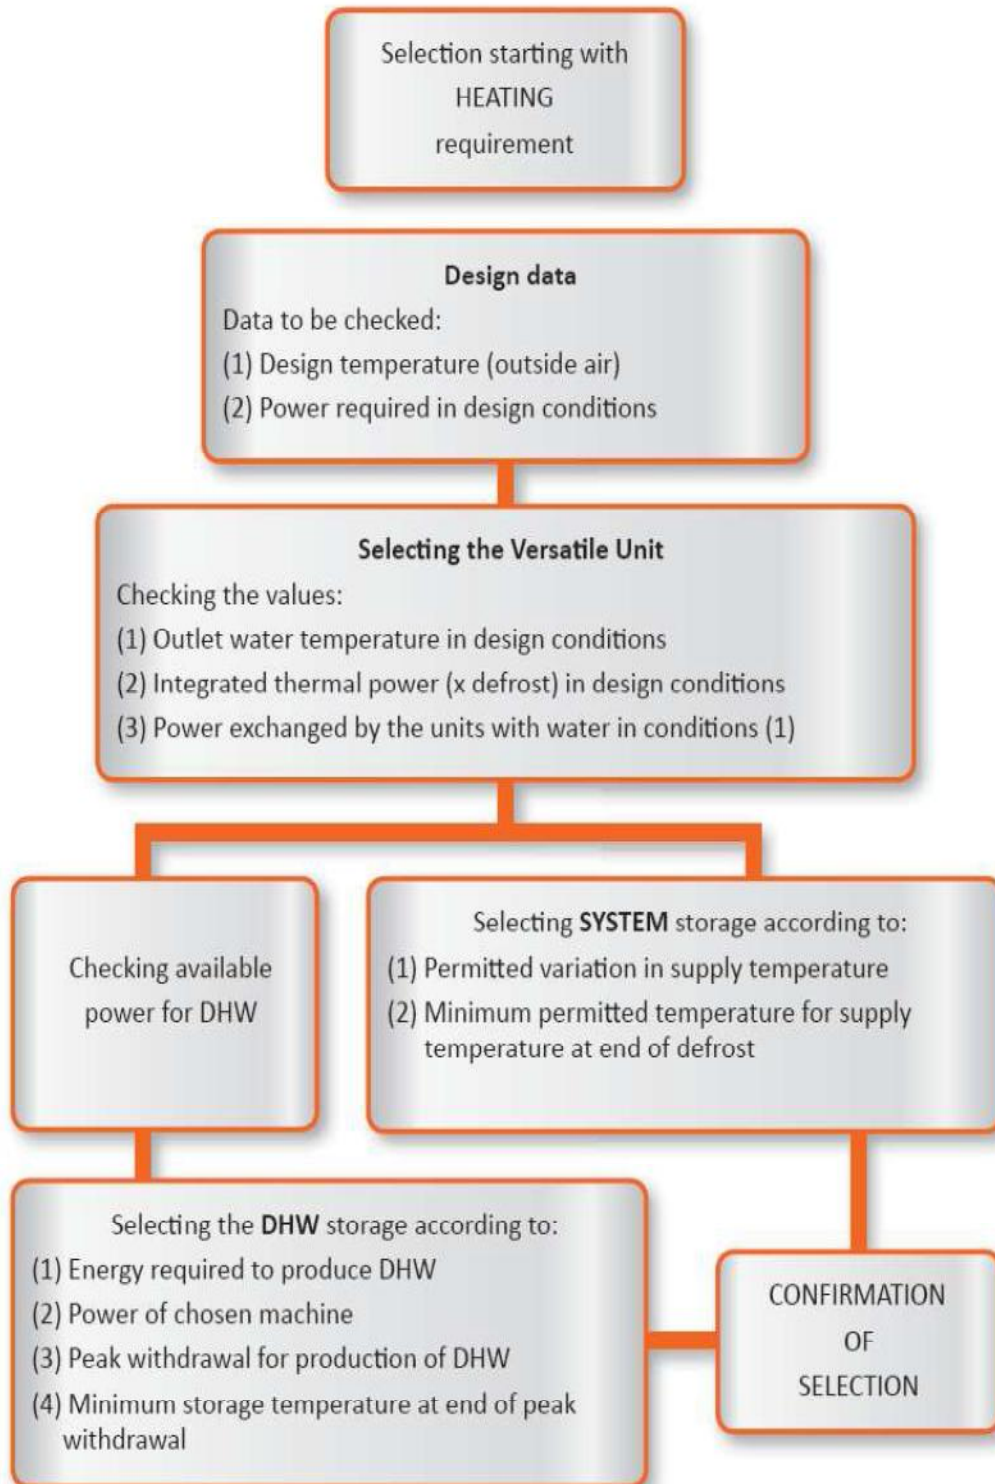 Selection starting with
HEATING
requirement
Design data
Data to be checked:
(1) Design temperature (outside air)
(2) Power required in design conditions
Selecting the Versatile Unit
Checking the values:
(1) Outlet water temperature in design conditions
(2) Integrated thermal power (x defrost) in design conditions
(3) Power exchanged by the units with water in conditions (1)
Checking available
power for DHW
Selecting SYSTEM storage according to:
(1) Permitted variation in supply temperature
(2) Minimum permitted temperature for supply
temperature at end of defrost
Selecting the DHW storage according to:
(1) Energy required to produce DHW
(2) Power of chosen machine
(3) Peak withdrawal for production of DHW
(4) Minimum storage temperature at end of peak
withdrawal
CONFIRMATION
OF
SELECTION